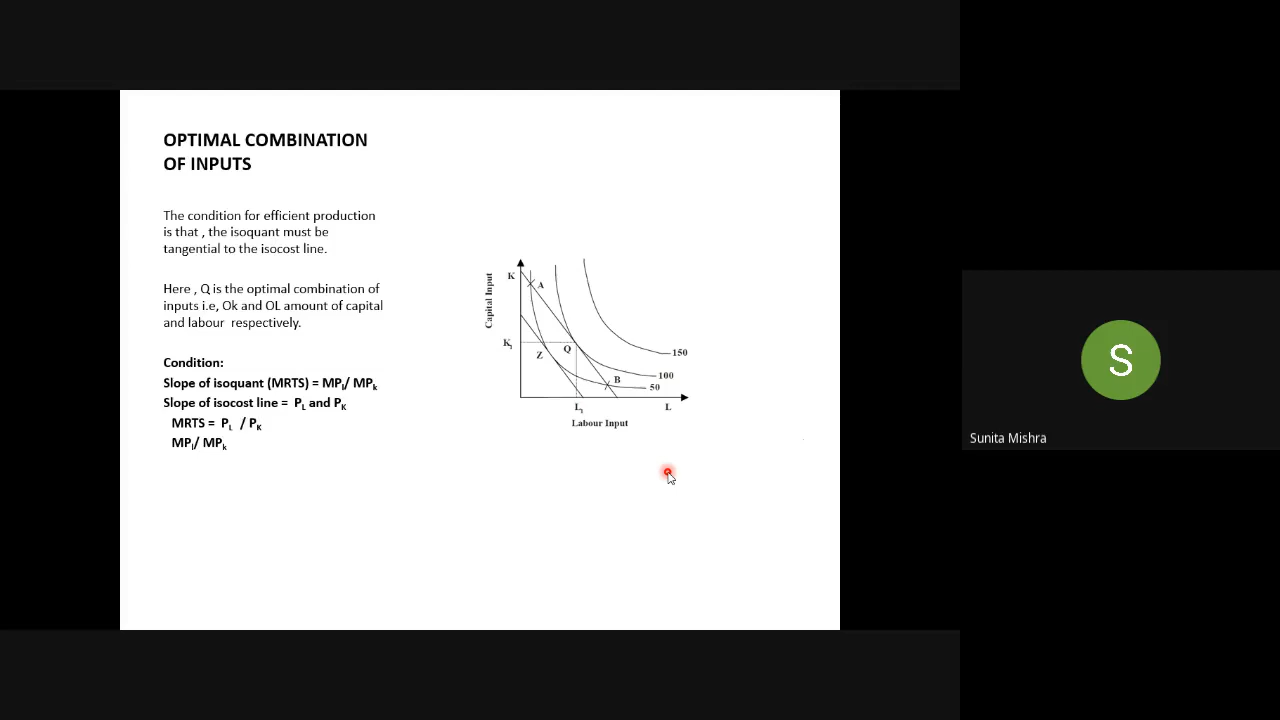 OPTIMAL COMBINATION
OF INPUTS
The condition for efficient production
is that , the isoquant must be
tangential to the isocost line.
Here , Q is the optimal combination of
inputs i.e, Ok and OL amount of capital
and labour respectively.
Condition:
Slope of isoquant (MRTS) = MPl/ MPk
Slope of isocost line = PL and PK
MRTS = PL / PK
MPl/ MPk
Capital Input
K
A
K1
Z
Q
B
150
100
50
L1
L
Labour Input
S
Sunita Mishra